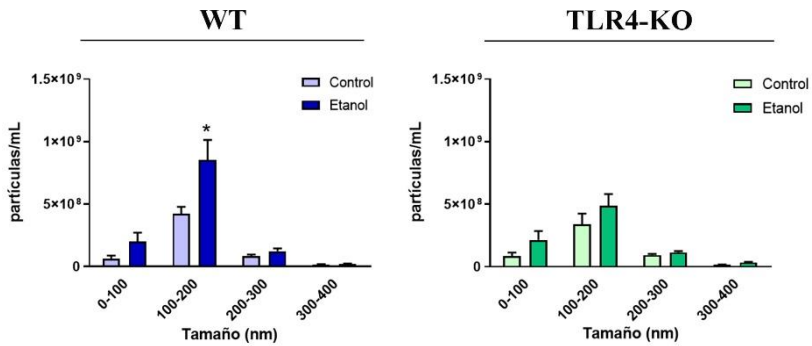 WT
1.5×10⁹
1×10⁹
5×10⁸
0
partículas/mL
Control
Etanol
*
0-100
100-200
200-300
300-400
Tamaño (nm)
TLR4-KO
1.5×10⁹
1×10⁹
5×10⁸
0
partículas/mL
Control
Etanol
0-100
100-200
200-300
300-400
Tamaño (nm)